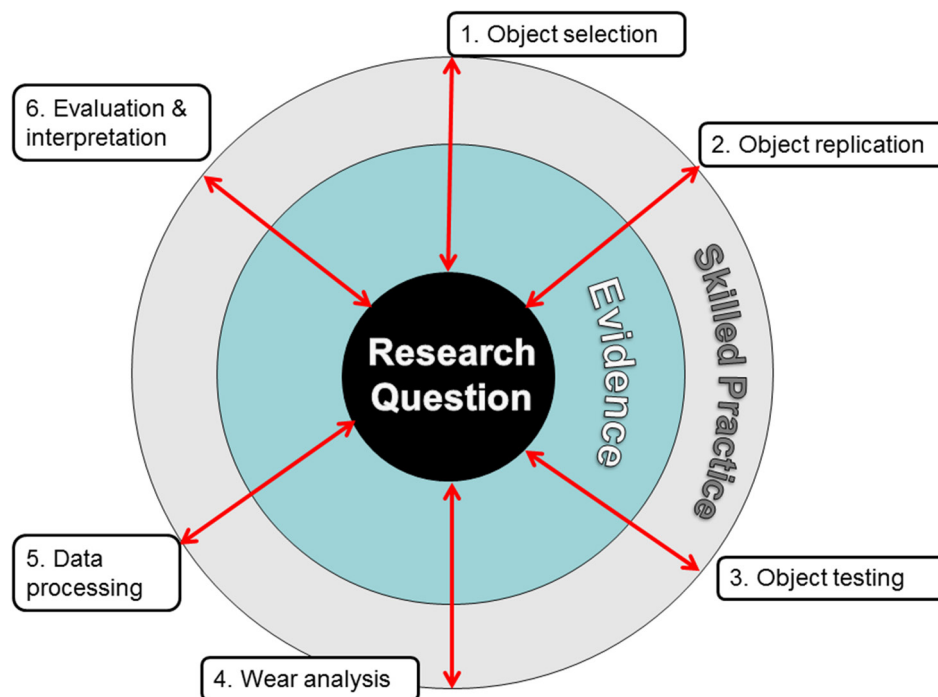 1. Object selection
2. Object replication
3. Object testing
4. Wear analysis
5. Data
processing
6. Evaluation &
interpretation
Research
Question
Evidence
Skilled Practice